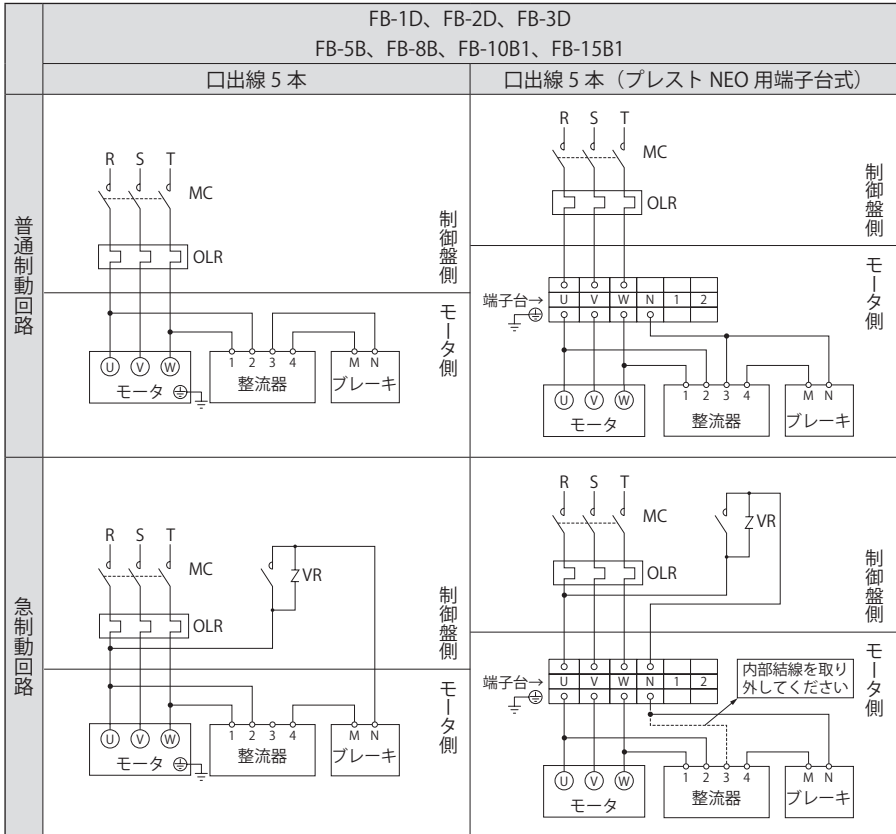 FB-1D、FB-2D、FB-3D
FB-5B、FB-8B、FB-10B1、FB-15B1
口出線 5 本
口出線 5 本（プレスト NEO 用端子台式）
普通制動回路
R S T
MC
OLR
制御盤側
モータ側
U V W
モータ
1 2 3 4
整流器
M N
ブレーキ
R S T
MC
OLR
制御盤側
モータ側
端子台→
U V W N 1 2
U V W
モータ
1 2 3 4
整流器
M N
ブレーキ
急制動回路
R S T
MC
VR
OLR
制御盤側
モータ側
U V W
モータ
1 2 3 4
整流器
M N
ブレーキ
R S T
MC
VR
OLR
制御盤側
モータ側
端子台→
U V W N 1 2
内部結線を取り
外してください
U V W
モータ
1 2 3 4
整流器
M N
ブレーキ